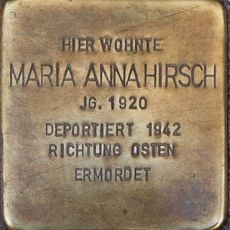 HIER WOHNTE
MARIA ANNA HIRSCH
JG. 1920
DEPORTIERT 1942
RICHTUNG OSTEN
ERMORDET